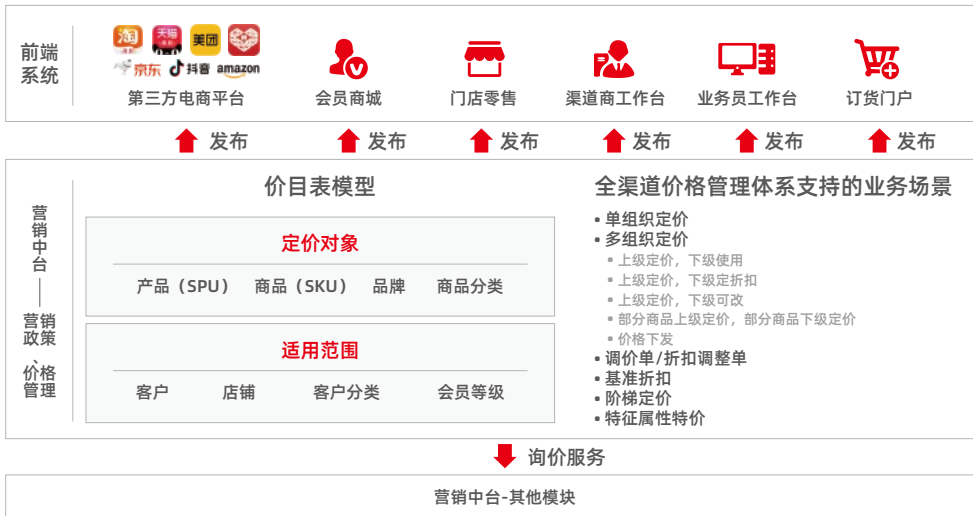 前端
系统
淘
天猫
美团
京东
抖音
amazon
第三方电商平台
会员商城
门店零售
渠道商工作台
业务员工作台
订货门户
发布
发布
发布
发布
发布
发布
营销中台
营销政策、价格管理
价目表模型
定价对象
产品（SPU）
商品（SKU）
品牌
商品分类
适用范围
客户
店铺
客户分类
会员等级
全渠道价格管理体系支持的业务场景
• 单组织定价
• 多组织定价
• 上级定价，下级使用
• 上级定价，下级定折扣
• 上级定价，下级可改
• 部分商品上级定价，部分商品下级定价
• 价格下发
• 调价单/折扣调整单
• 基准折扣
• 阶梯定价
• 特征属性特价
询价服务
营销中台-其他模块